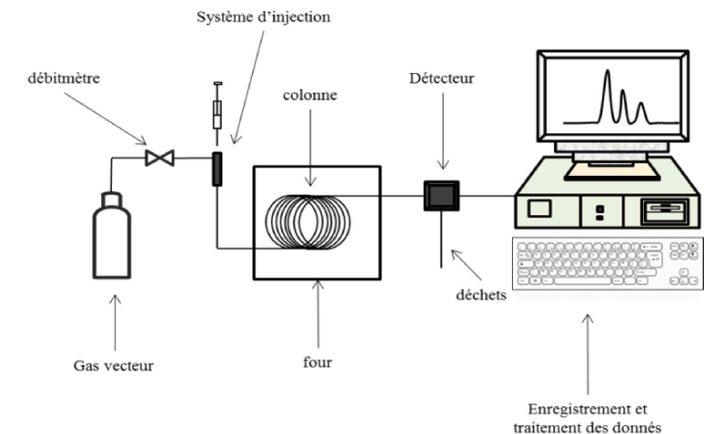 Système d'injection
débitmètre
colonne
Détecteur
déchets
Gas vecteur
four
Enregistrement et
traitement des donnés